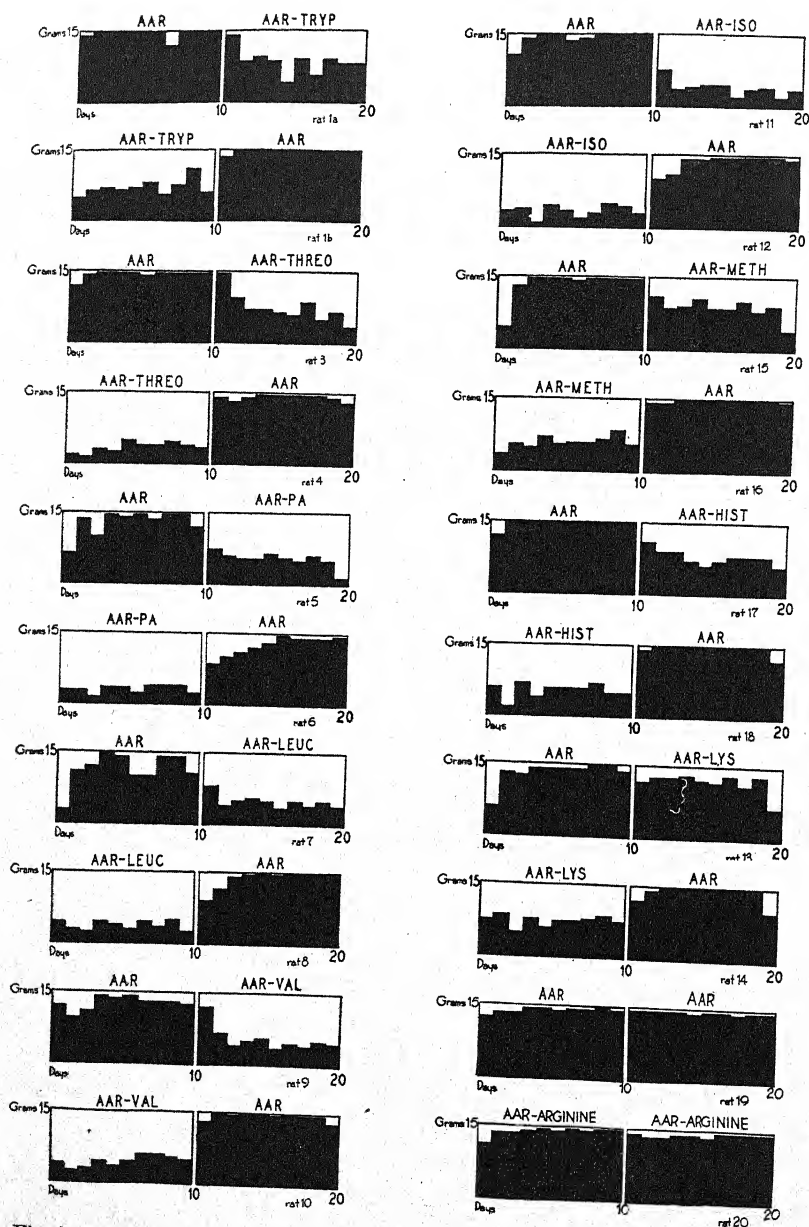 AAR AAR-TRYP
Grams 15
Days 10 rat 1a 20
AAR-TRYP AAR
Grams 15
Days 10 rat 1b 20
AAR AAR-THREO
Grams 15
Days 10 rat 3 20
AAR-THREO AAR
Grams 15
Days 10 rat 4 20
AAR AAR-PA
Grams 15
Days 10 rat 5 20
AAR-PA AAR
Grams 15
Days 10 rat 6 20
AAR AAR-LEUC
Grams 15
Days 10 rat 7 20
AAR-LEUC AAR
Grams 15
Days 10 rat 8 20
AAR AAR-VAL
Grams 15
Days 10 rat 9 20
AAR-VAL AAR
Grams 15
Days 10 rat 10 20
AAR AAR-ISO
Grams 15
Days 10 rat 11 20
AAR-ISO AAR
Grams 15
Days 10 rat 12 20
AAR AAR-METH
Grams 15
Days 10 rat 15 20
AAR-METH AAR
Grams 15
Days 10 rat 16 20
AAR AAR-HIST
Grams 15
Days 10 rat 17 20
AAR-HIST AAR
Grams 15
Days 10 rat 18 20
AAR AAR-LYS
Grams 15
Days 10 rat 13 20
AAR-LYS AAR
Grams 15
Days 10 rat 14 20
AAR AAR
Grams 15
Days 10 rat 19 20
AAR-ARGININE AAR-ARGININE
Grams 15
Days 10 rat 20 20